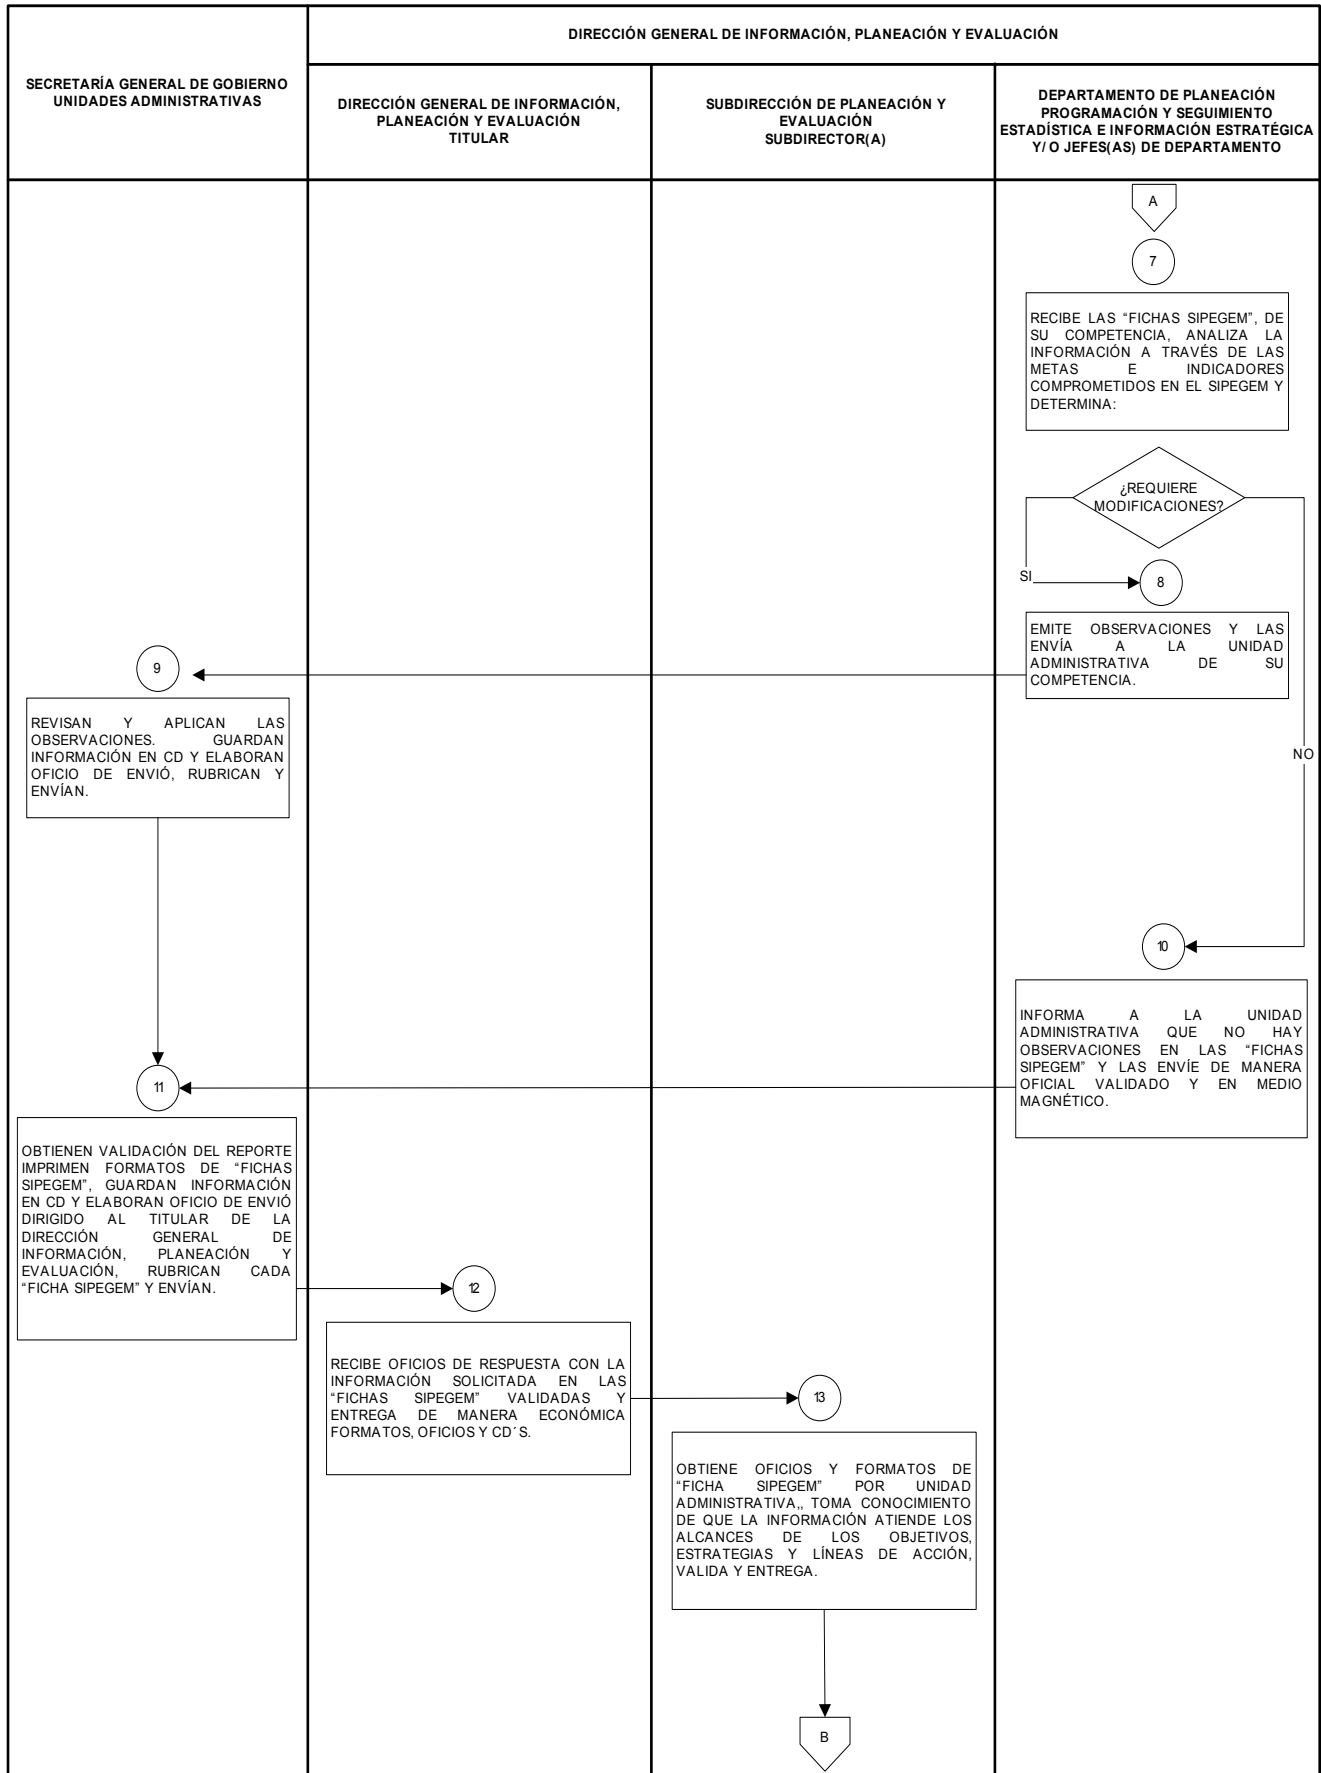 DIRECCIÓN GENERAL DE INFORMACIÓN, PLANEACIÓN Y EVALUACIÓN
SECRETARÍA GENERAL DE GOBIERNO
UNIDADES ADMINISTRATIVAS
DIRECCIÓN GENERAL DE INFORMACIÓN,
PLANEACIÓN Y EVALUACIÓN
TITULAR
SUBDIRECCIÓN DE PLANEACIÓN Y
EVALUACIÓN
SUBDIRECTOR(A)
DEPARTAMENTO DE PLANEACIÓN
PROGRAMACIÓN Y SEGUIMIENTO
ESTADÍSTICA E INFORMACIÓN ESTRATÉGICA
Y/ O JEFES(AS) DE DEPARTAMENTO
A
7
RECIBE LAS “FICHAS SIPEGEM”, DE
SU COMPETENCIA, ANALIZA LA
INFORMACIÓN A TRAVÉS DE LAS
METAS E INDICADORES
COMPROMETIDOS EN EL SIPEGEM Y
DETERMINA:
¿REQUIERE
MODIFICACIONES?
SI
8
EMITE OBSERVACIONES Y LAS
ENVÍA A LA UNIDAD
ADMINISTRATIVA DE SU
COMPETENCIA.
9
REVISAN Y APLICAN LAS
OBSERVACIONES. GUARDAN
INFORMACIÓN EN CD Y ELABORAN
OFICIO DE ENVIÓ, RUBRICAN Y
ENVÍAN.
NO
10
INFORMA A LA UNIDAD
ADMINISTRATIVA QUE NO HAY
OBSERVACIONES EN LAS “FICHAS
SIPEGEM” Y LAS ENVÍE DE MANERA
OFICIAL VALIDADO Y EN MEDIO
MAGNÉTICO.
11
OBTIENEN VALIDACIÓN DEL REPORTE
IMPRIMEN FORMATOS DE “FICHAS
SIPEGEM”, GUARDAN INFORMACIÓN
EN CD Y ELABORAN OFICIO DE ENVIÓ
DIRIGIDO AL TITULAR DE LA
DIRECCIÓN GENERAL DE
INFORMACIÓN, PLANEACIÓN Y
EVALUACIÓN, RUBRICAN CADA
“FICHA SIPEGEM” Y ENVÍAN.
12
RECIBE OFICIOS DE RESPUESTA CON LA
INFORMACIÓN SOLICITADA EN LAS
“FICHAS SIPEGEM” VALIDADAS Y
ENTREGA DE MANERA ECONÓMICA
FORMATOS, OFICIOS Y CD´S.
13
OBTIENE OFICIOS Y FORMATOS DE
“FICHA SIPEGEM” POR UNIDAD
ADMINISTRATIVA,, TOMA CONOCIMIENTO
DE QUE LA INFORMACIÓN ATIENDE LOS
ALCANCES DE LOS OBJETIVOS,
ESTRATEGIAS Y LÍNEAS DE ACCIÓN,
VALIDA Y ENTREGA.
B